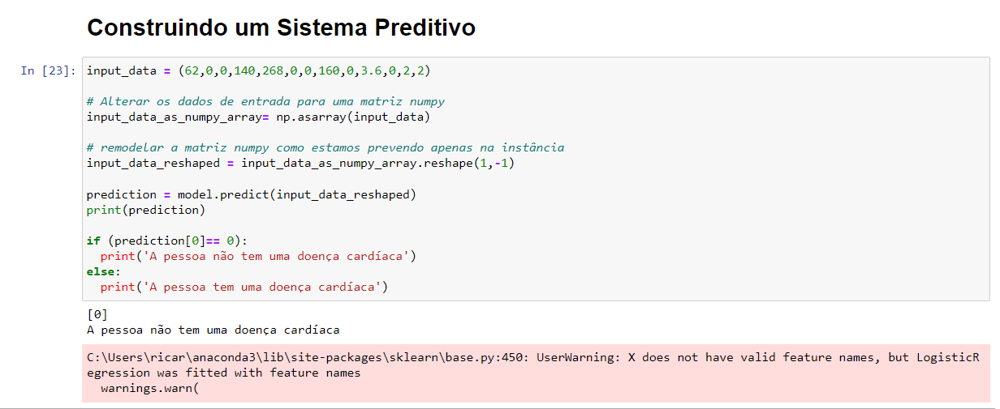 Construindo um Sistema Preditivo
In [23]: input_data = (62,0,0,140,268,0,0,160,0,3.6,0,2,2)
# Alterar os dados de entrada para uma matriz numpy
input_data_as_numpy_array= np.asarray(input_data)
# remodelar a matriz numpy como estamos prevendo apenas na instância
input_data_reshaped = input_data_as_numpy_array.reshape(1,-1)
prediction = model.predict(input_data_reshaped)
print(prediction)
if (prediction[0]== 0):
  print('A pessoa não tem uma doença cardíaca')
else:
  print('A pessoa tem uma doença cardíaca')
[0]
A pessoa não tem uma doença cardíaca
C:\Users\ricar\anaconda3\lib\site-packages\sklearn\base.py:450: UserWarning: X does not have valid feature names, but LogisticR
egression was fitted with feature names
  warnings.warn(